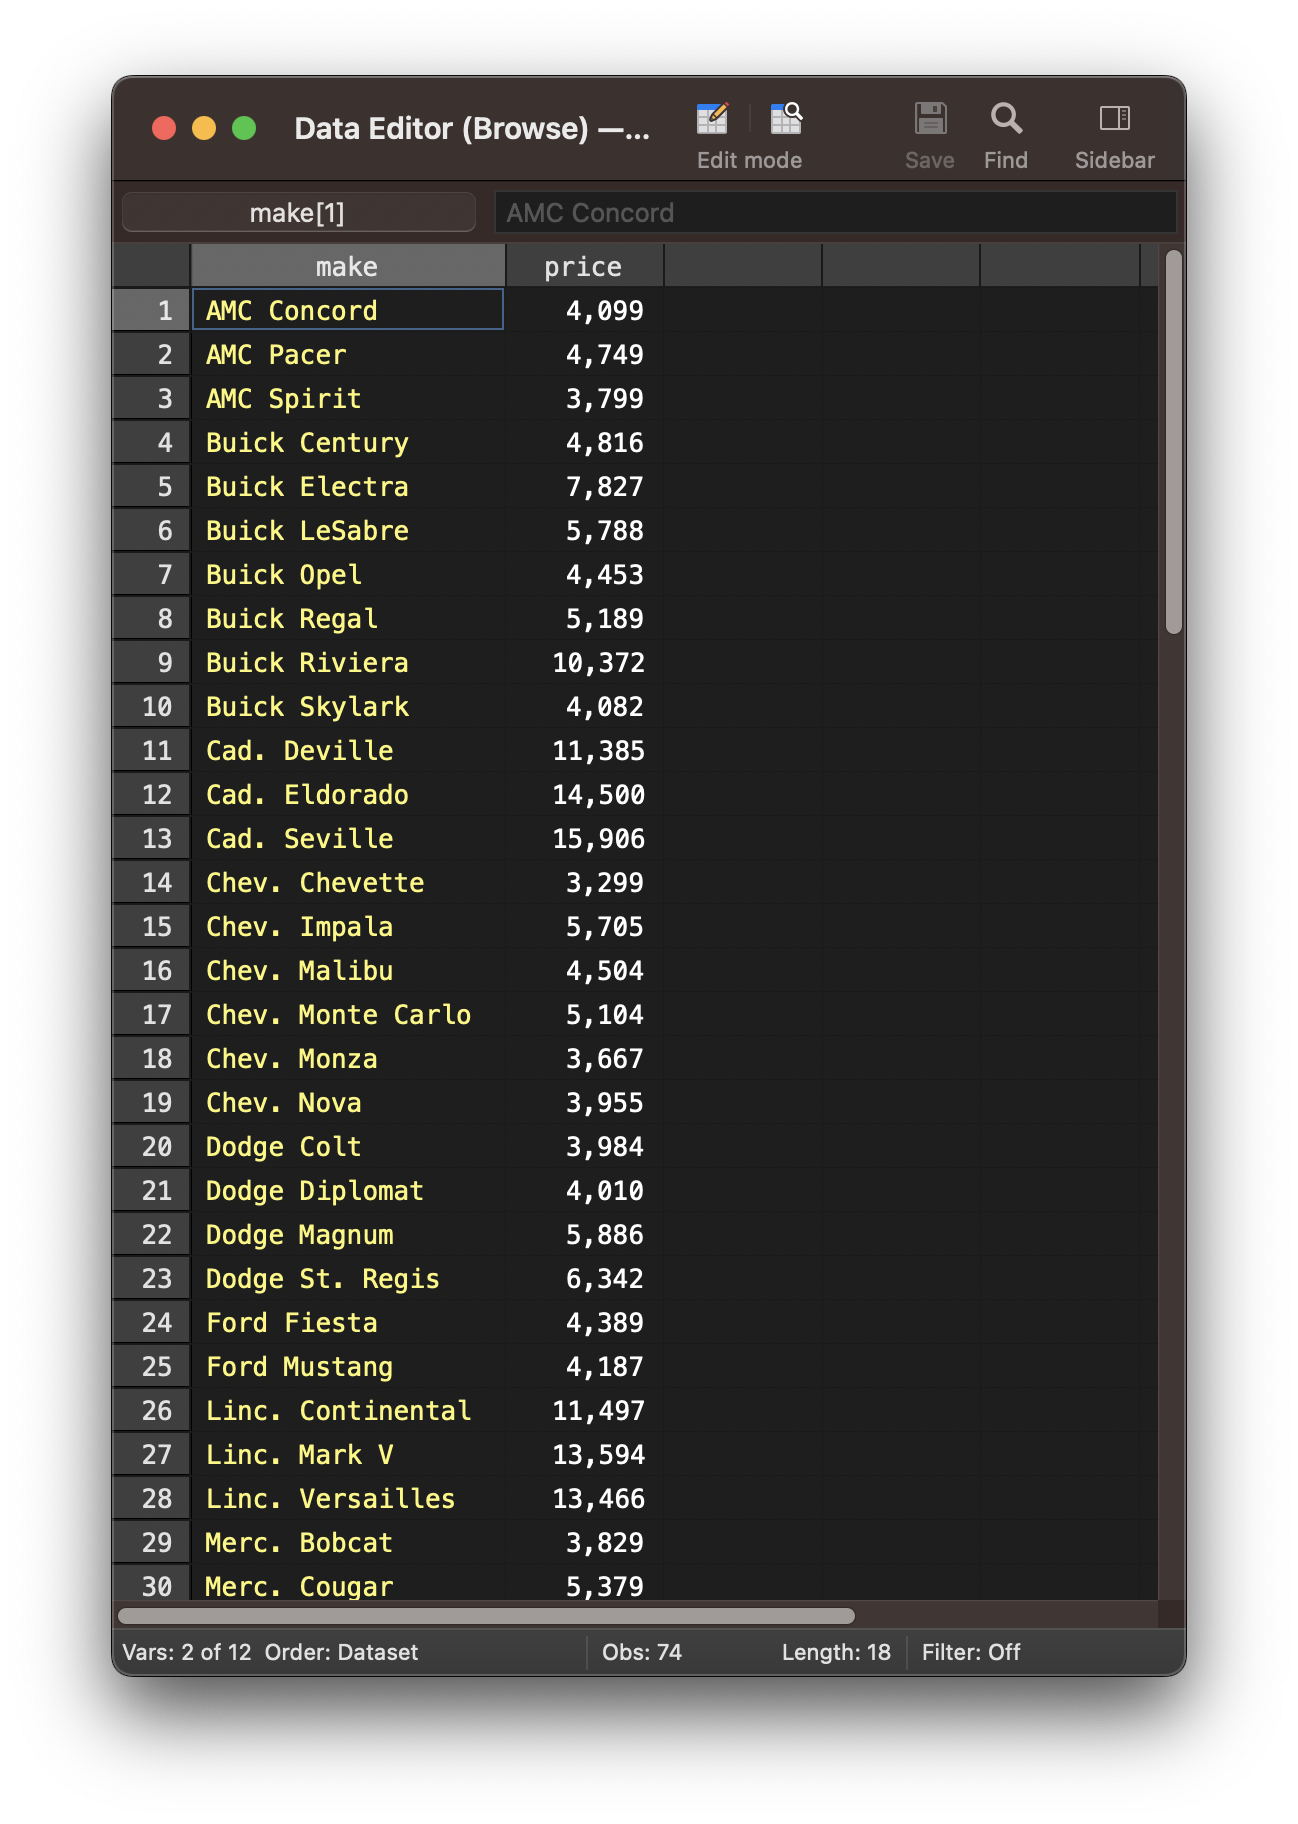 Data Editor (Browse) —...
Edit mode
Save
Find
Sidebar
make[1]
AMC Concord
make price
1 AMC Concord 4,099
2 AMC Pacer 4,749
3 AMC Spirit 3,799
4 Buick Century 4,816
5 Buick Electra 7,827
6 Buick LeSabre 5,788
7 Buick Opel 4,453
8 Buick Regal 5,189
9 Buick Riviera 10,372
10 Buick Skylark 4,082
11 Cad. Deville 11,385
12 Cad. Eldorado 14,500
13 Cad. Seville 15,906
14 Chev. Chevette 3,299
15 Chev. Impala 5,705
16 Chev. Malibu 4,504
17 Chev. Monte Carlo 5,104
18 Chev. Monza 3,667
19 Chev. Nova 3,955
20 Dodge Colt 3,984
21 Dodge Diplomat 4,010
22 Dodge Magnum 5,886
23 Dodge St. Regis 6,342
24 Ford Fiesta 4,389
25 Ford Mustang 4,187
26 Linc. Continental 11,497
27 Linc. Mark V 13,594
28 Linc. Versailles 13,466
29 Merc. Bobcat 3,829
30 Merc. Cougar 5,379
Vars: 2 of 12 Order: Dataset Obs: 74 Length: 18 Filter: Off